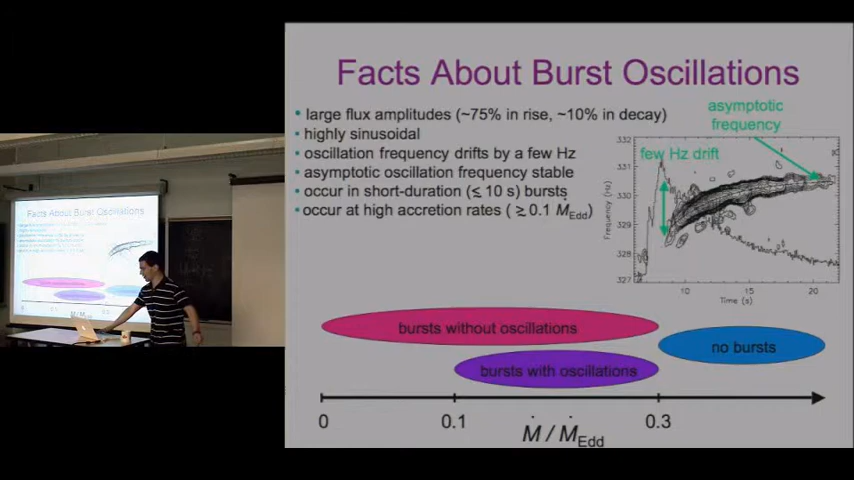 Facts About Burst Oscillations
• large flux amplitudes (~75% in rise, ~10% in decay)
• highly sinusoidal
• oscillation frequency drifts by a few Hz
• asymptotic oscillation frequency stable
• occur in short-duration (≲ 10 s) bursts
• occur at high accretion rates ( ≳ 0.1 Ṁ_Edd)
asymptotic
frequency
few Hz drift
332
331
330
329
328
327
Frequency (Hz)
10 15 20
Time (s)
bursts without oscillations
no bursts
bursts with oscillations
0 0.1 0.3
Ṁ / Ṁ_Edd
Facts About Burst Oscillations